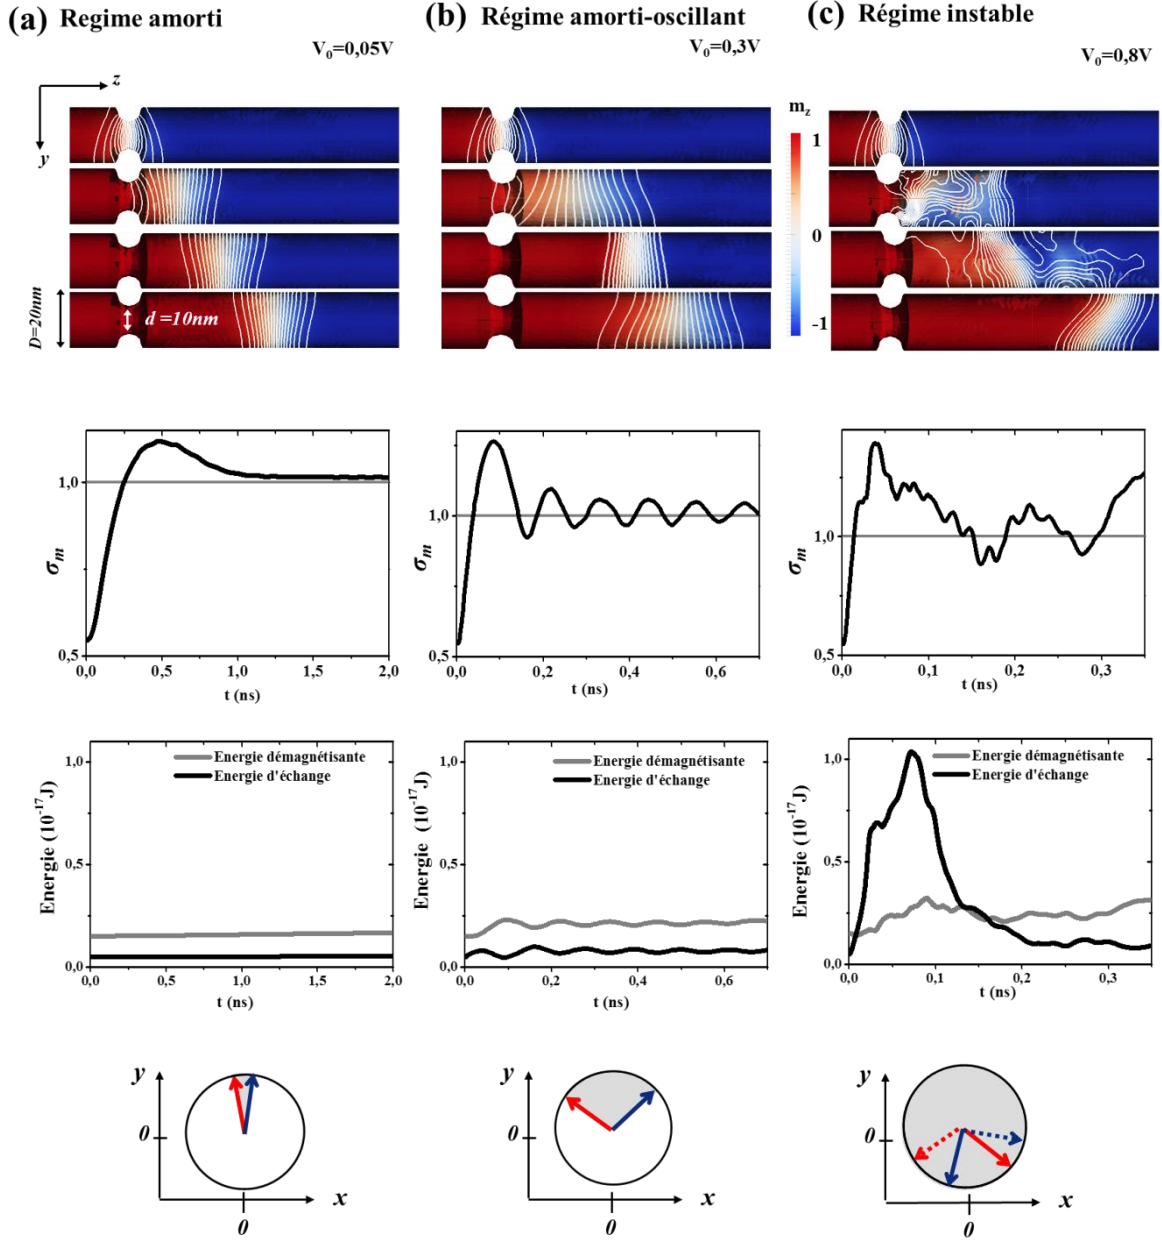 (a) Regime amorti
(b) Régime amorti-oscillant
(c) Régime instable
V₀=0,05V
V₀=0,3V
V₀=0,8V
z
y
m_z
1
0
-1
D=20nm
d =10nm
1,0
0,5
σ_m
0,0 0,5 1,0 1,5 2,0
t (ns)
1,0
0,5
σ_m
0,0 0,2 0,4 0,6
t (ns)
1,0
0,5
σ_m
0,0 0,1 0,2 0,3
t (ns)
Energie démagnétisante
Energie d'échange
1,0
0,5
0,0
Energie (10⁻¹⁷J)
0,0 0,5 1,0 1,5 2,0
t (ns)
Energie démagnétisante
Energie d'échange
1,0
0,5
0,0
Energie (10⁻¹⁷J)
0,0 0,2 0,4 0,6
t (ns)
Energie démagnétisante
Energie d'échange
1,0
0,5
0,0
Energie (10⁻¹⁷J)
0,0 0,1 0,2 0,3
t (ns)
y
0
x
0
y
0
x
0
y
0
x
0